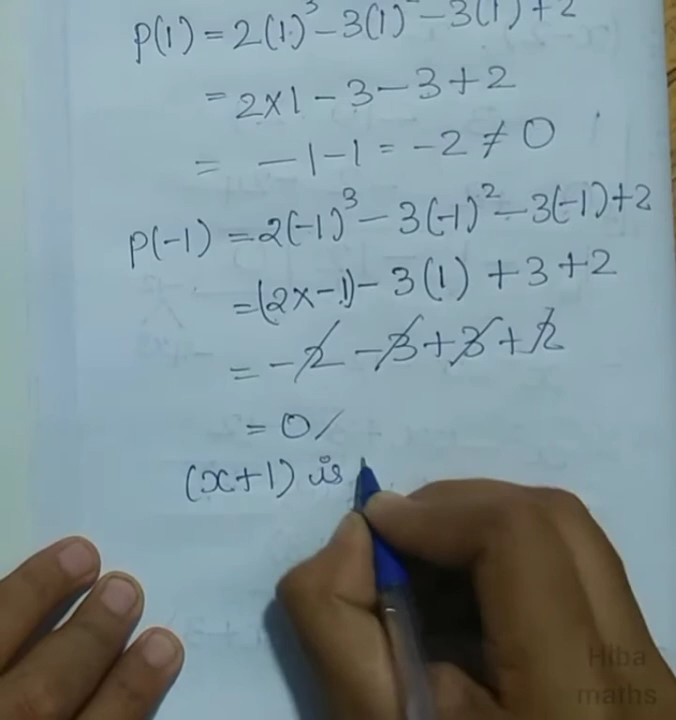 P(1) = 2(1)³ - 3(1)² - 3(1) + 2
= 2×1 - 3 - 3 + 2
= -1-1 = -2 ≠ 0
P(-1) = 2(-1)³ - 3(-1)² - 3(-1) + 2
= (2×-1) - 3(1) + 3 + 2
= -2 - 3 + 3 + 2
= 0/
(x+1) is
Hiba
maths